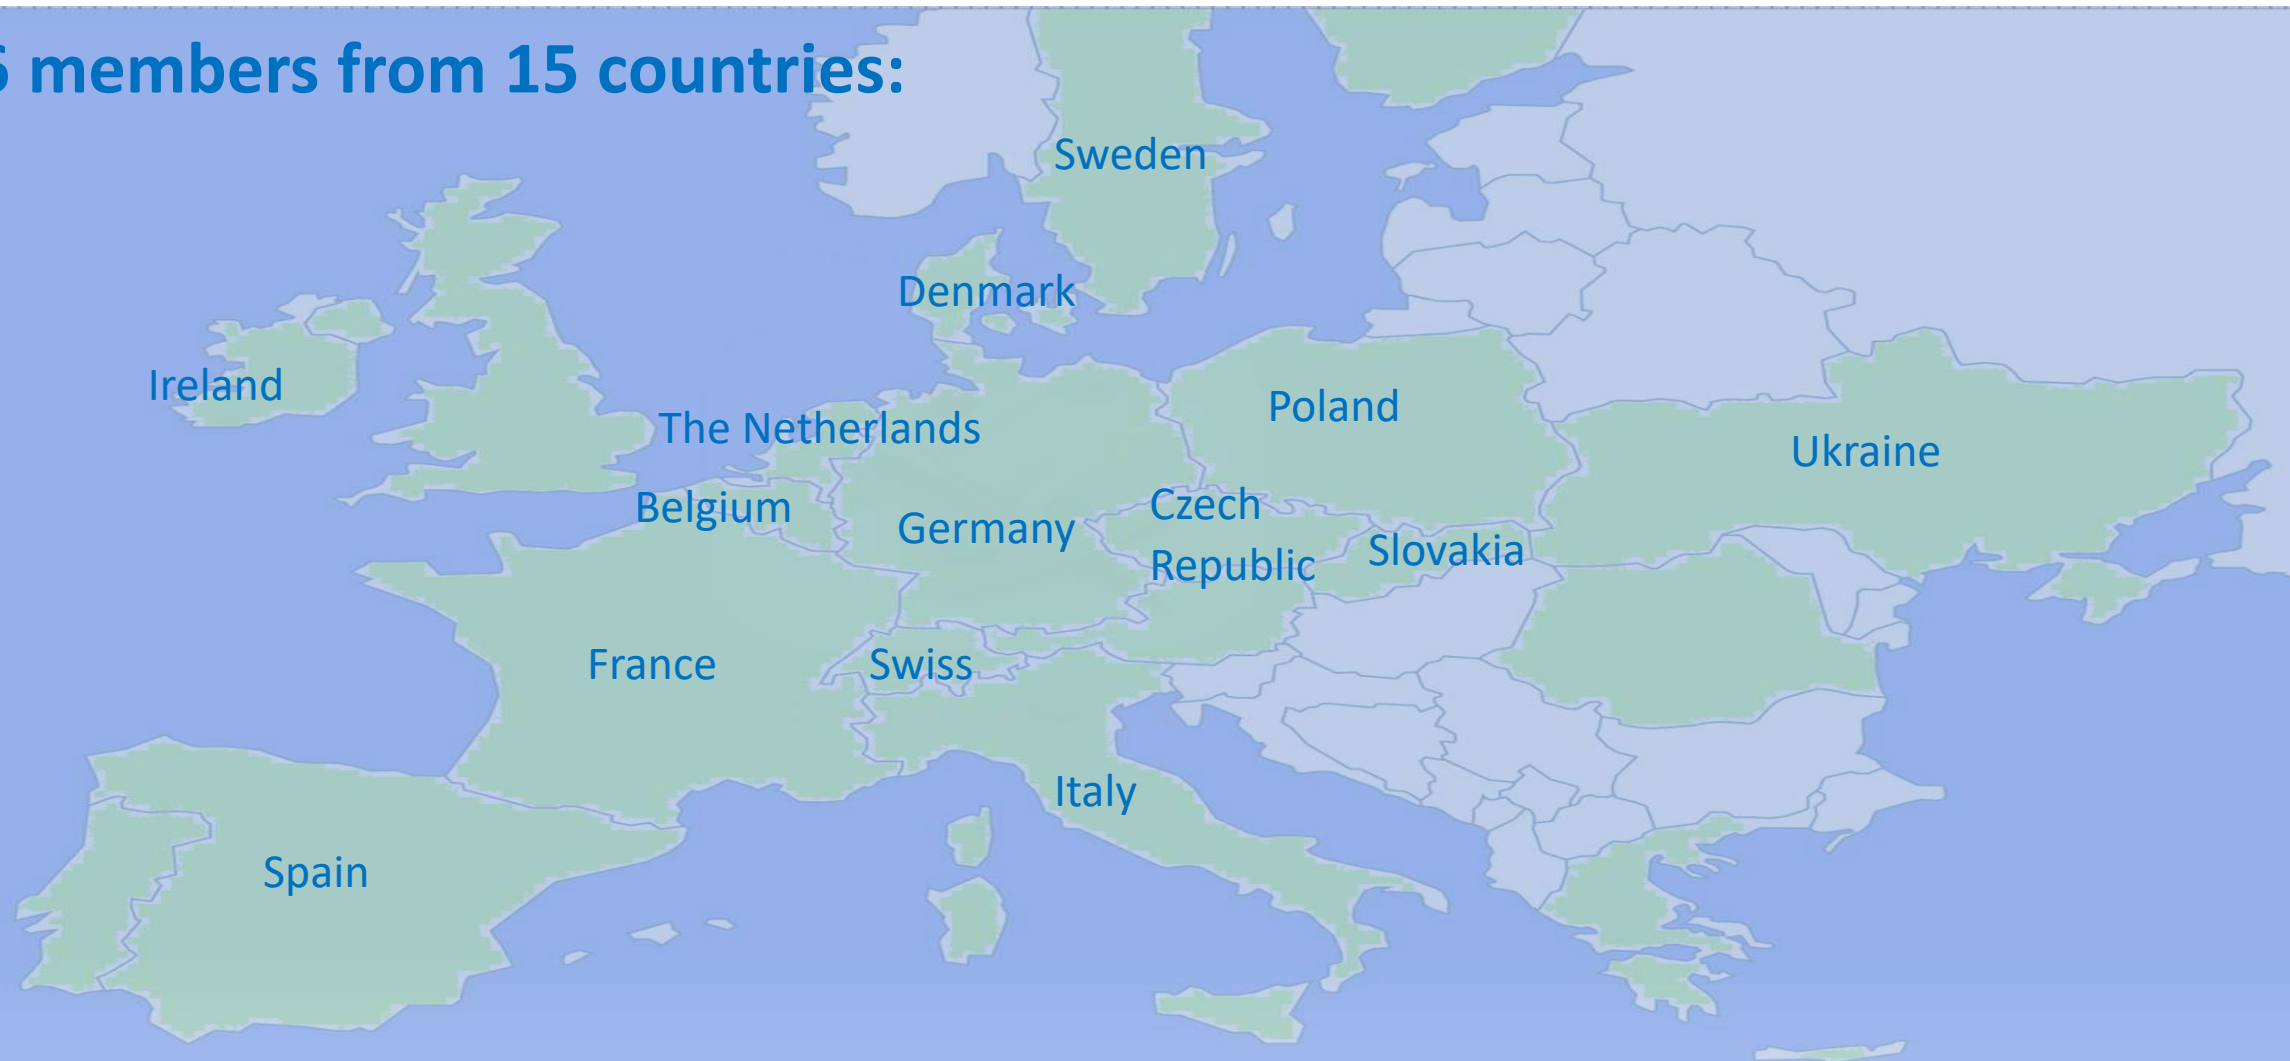 6 members from 15 countries:
Sweden
Denmark
Ireland
Poland
The Netherlands
Ukraine
Belgium
Czech
Republic
Germany
Slovakia
France
Swiss
Italy
Spain